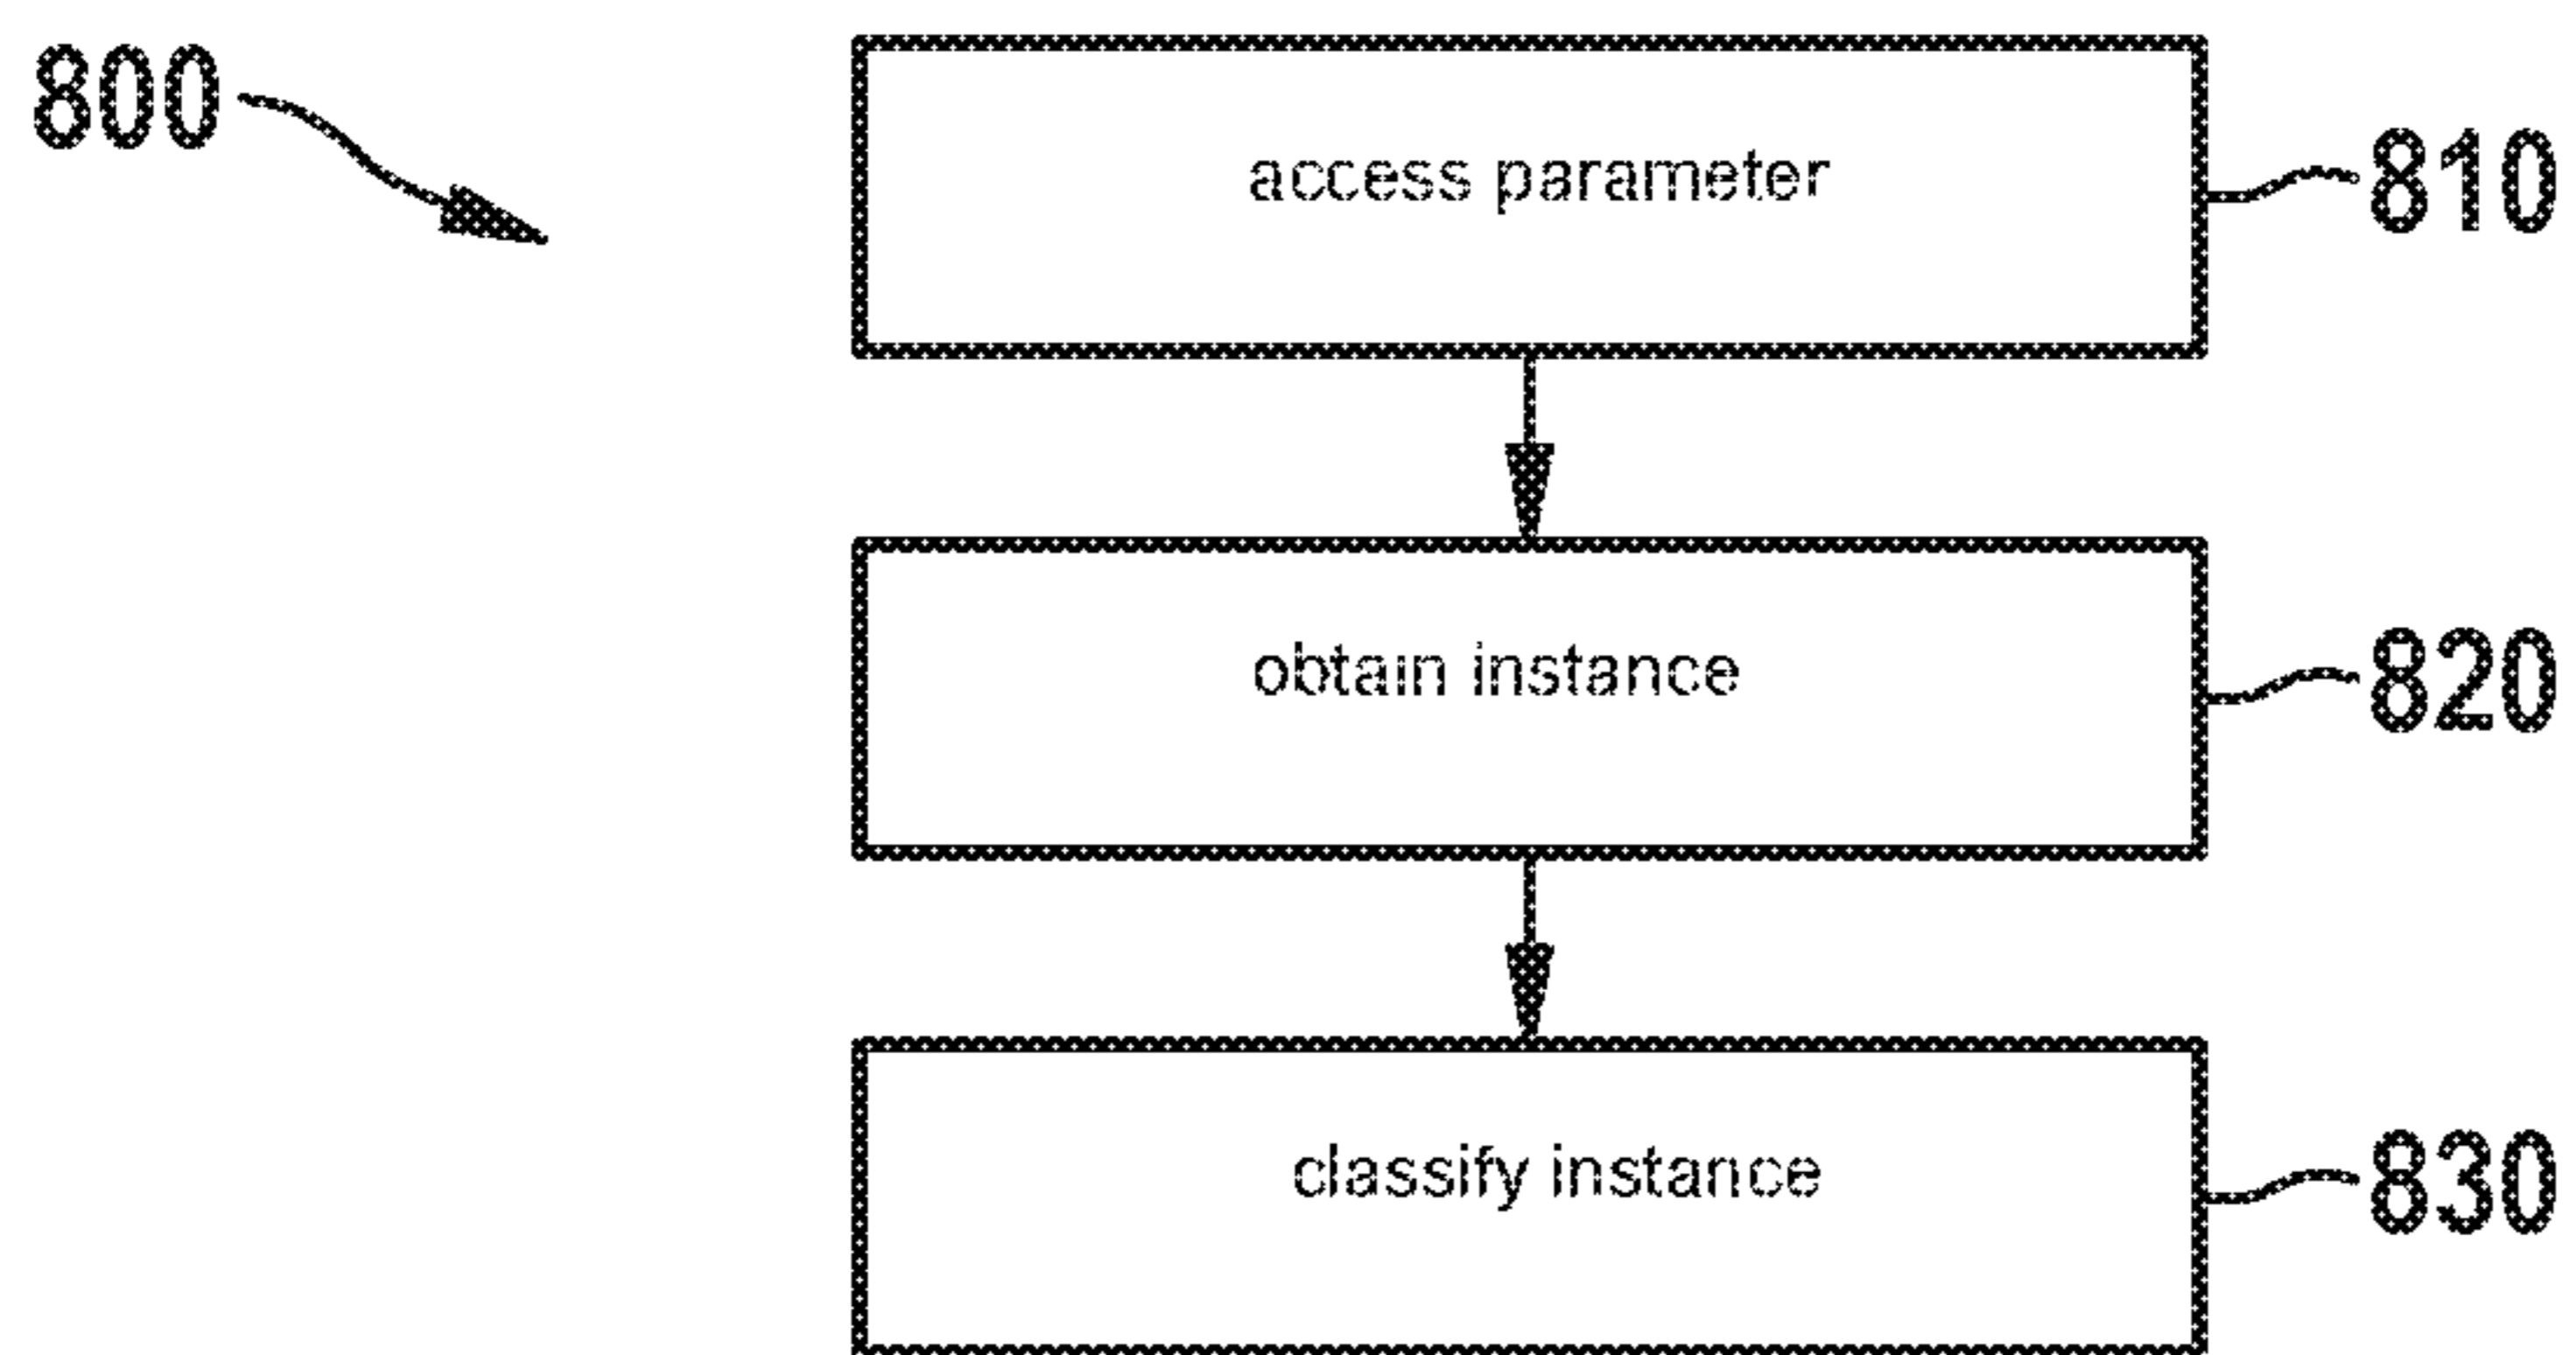 800
access parameter
810
obtain instance
820
classify instance
830